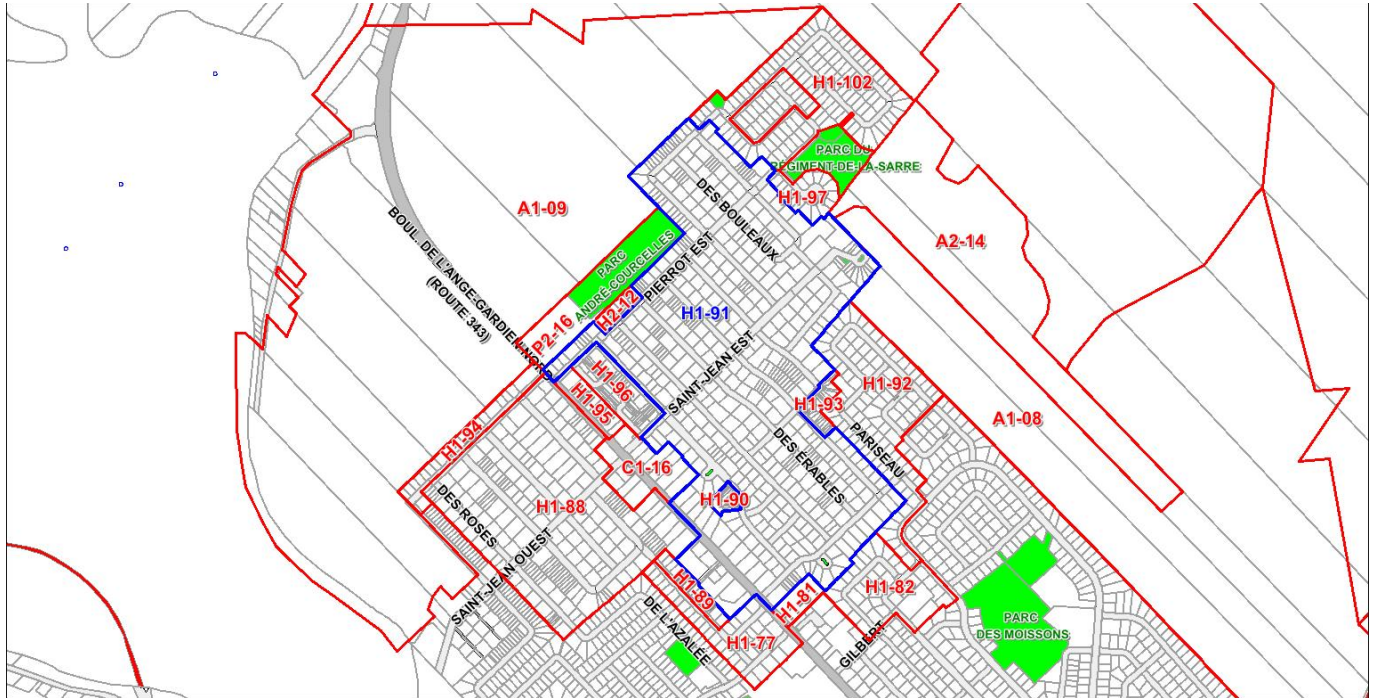 H1-102
PARC DU
RÉGIMENT-DE-LA-SARRE
H1-97
A1-09
DES BOULEAUX
A2-14
BOUL. DE L'ANGE-GARDIEN NORD
(ROUTE 343)
PARC
ANDRÉ-COURCELLES
PIERROT EST
H2-12
P2-16
H1-91
SAINT-JEAN EST
H1-96
H1-95
H1-92
H1-93
A1-08
PARISEAU
H1-94
C1-16
DES ÉRABLES
H1-90
H1-88
DES ROSES
SAINT-JEAN OUEST
H1-89
H1-81
H1-82
DE L'AZALÉE
H1-77
GILBERT
PARC
DES MOISSONS